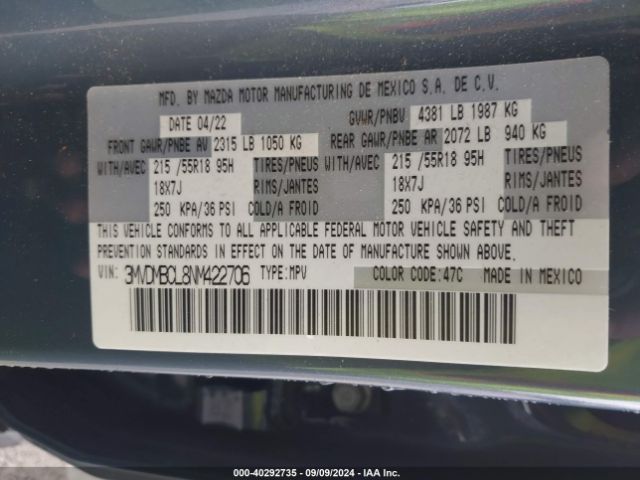 MFD. BY MAZDA MOTOR MANUFACTURING DE MEXICO S.A. DE C.V.
DATE 04/22 GVWR/PNBV 4381 LB 1987 KG
FRONT GAWR/PNBE AV 2315 LB 1050 KG REAR GAWR/PNBE AR 2072 LB 940 KG
WITH/AVEC 215 /55R18 95H TIRES/PNEUS WITH/AVEC 215 /55R18 95H TIRES/PNEUS
18X7J RIMS/JANTES 18X7J RIMS/JANTES
250 KPA/36 PSI COLD/A FROID 250 KPA/36 PSI COLD/A FROID
THIS VEHICLE CONFORMS TO ALL APPLICABLE FEDERAL MOTOR VEHICLE SAFETY AND THEFT
PREVENTION STANDARDS IN EFFECT ON THE DATE OF MANUFACTURE SHOWN ABOVE.
VIN: 3MVDMBCL8NM422706 TYPE:MPV COLOR CODE:47C MADE IN MEXICO
000-40292735 - 09/09/2024 - IAA Inc.